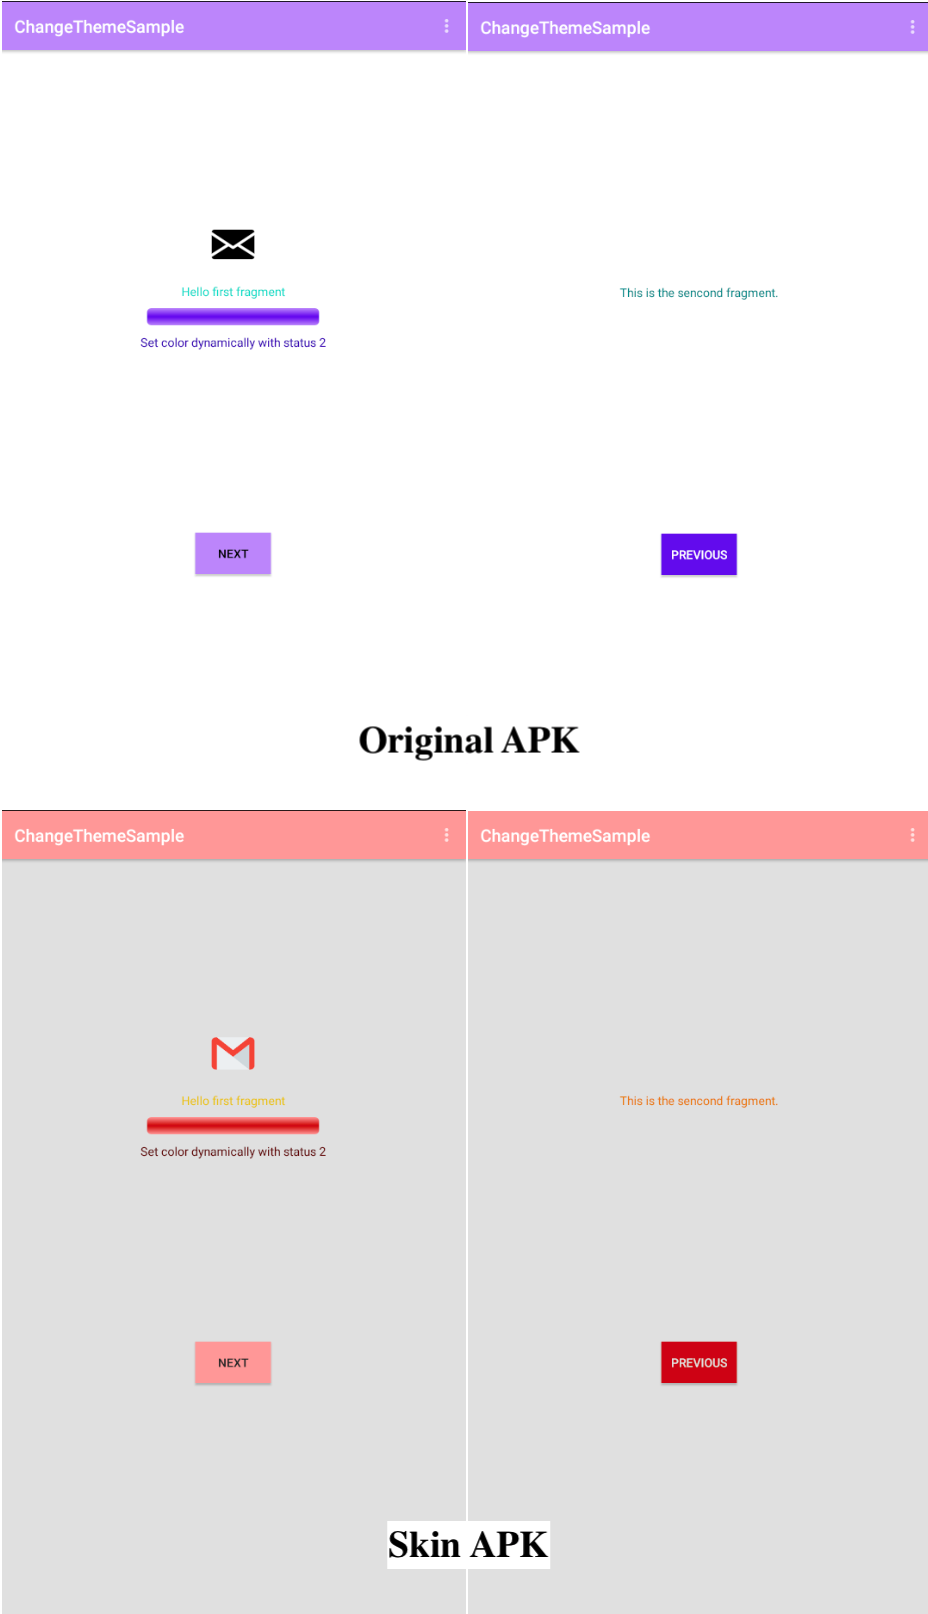 ChangeThemeSample
Hello first fragment
Set color dynamically with status 2
NEXT
ChangeThemeSample
This is the sencond fragment.
PREVIOUS
Original APK
ChangeThemeSample
Hello first fragment
Set color dynamically with status 2
NEXT
ChangeThemeSample
This is the sencond fragment.
PREVIOUS
Skin APK